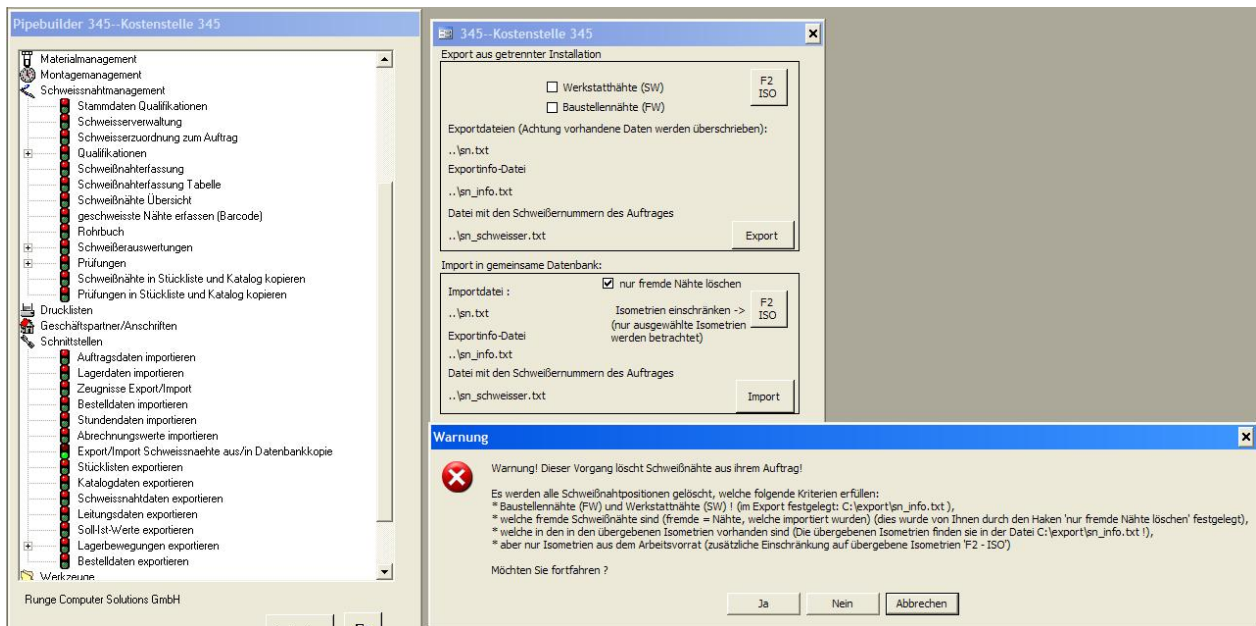 Pipebuilder 345--Kostenstelle 345
Materialmanagement
Montagemanagement
Schweissnahtmanagement
Stammdaten Qualifikationen
Schweisserverwaltung
Schweisserzuordnung zum Auftrag
Qualifikationen
Schweißnahterfassung
Schweißnahterfassung Tabelle
Schweißnähte Übersicht
geschweisste Nähte erfassen (Barcode)
Rohrbuch
Schweißerauswertungen
Prüfungen
Schweißnähte in Stückliste und Katalog kopieren
Prüfungen in Stückliste und Katalog kopieren
Drucklisten
Geschäftspartner/Anschriften
Schnittstellen
Auftragsdaten importieren
Lagerdaten importieren
Zeugnisse Export/Import
Bestelldaten importieren
Stundendaten importieren
Abrechnungswerte importieren
Export/Import Schweissnaehte aus/in Datenbankkopie
Stücklisten exportieren
Katalogdaten exportieren
Schweissnahtdaten exportieren
Leitungsdaten exportieren
Soll-Ist-Werte exportieren
Lagerbewegungen exportieren
Bestelldaten exportieren
Werkzeuge
Runge Computer Solutions GmbH
345--Kostenstelle 345
Export aus getrennter Installation
Werkstatthähte (SW)
Baustellennähte (FW)
F2
ISO
Exportdateien (Achtung vorhandene Daten werden überschrieben):
..\sn.txt
Exportinfo-Datei
..\sn_info.txt
Datei mit den Schweißernummern des Auftrages
..\sn_schweisser.txt
Export
Import in gemeinsame Datenbank:
Importdatei :
nur fremde Nähte löschen
..\sn.txt
Isometrien einschränken ->
(nur ausgewählte Isometrien
werden betrachtet)
F2
ISO
Exportinfo-Datei
..\sn_info.txt
Datei mit den Schweißernummern des Auftrages
..\sn_schweisser.txt
Import
Warnung
Warnung! Dieser Vorgang löscht Schweißnähte aus ihrem Auftrag!
Es werden alle Schweißnahtpositionen gelöscht, welche folgende Kriterien erfüllen:
* Baustellennähte (FW) und Werkstattnähte (SW) ! (im Export festgelegt: C:\export\sn_info.txt ),
* welche fremde Schweißnähte sind (fremde = Nähte, welche importiert wurden) (dies wurde von Ihnen durch den Haken 'nur fremde Nähte löschen' festgelegt),
* welche in den in den übergebenen Isometrien vorhanden sind (Die übergebenen Isometrien finden sie in der Datei C:\export\sn_info.txt !),
* aber nur Isometrien aus dem Arbeitsvorrat (zusätzliche Einschränkung auf übergebene Isometrien 'F2 - ISO')
Möchten Sie fortfahren ?
Ja
Nein
Abbrechen